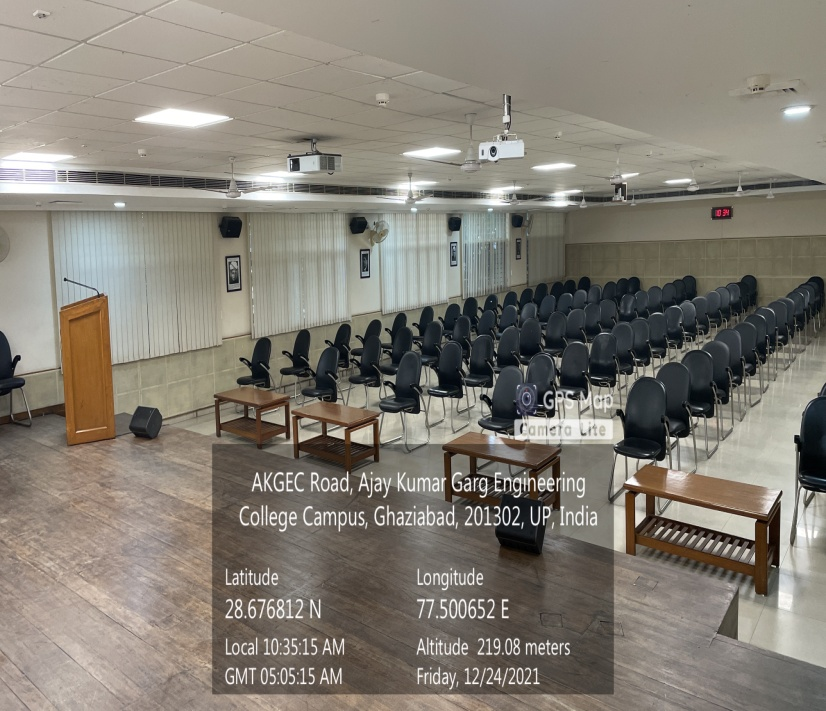 10:34
GPS Map
Camera Lite
AKGEC Road, Ajay Kumar Garg Engineering
College Campus, Ghaziabad, 201302, UP, India
Latitude
Longitude
28.676812 N
77.500652 E
Local 10:35:15 AM
Altitude 219.08 meters
GMT 05:05:15 AM
Friday, 12/24/2021